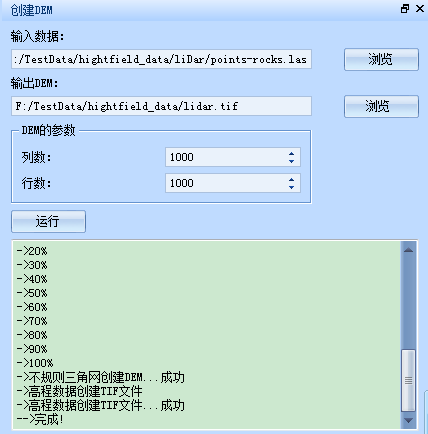 创建DEM
输入数据:
:/TestData/hightfield_data/liDar/points-rocks.las
浏览
输出DEM:
F:/TestData/hightfield_data/lidar.tif
浏览
DEM的参数
列数: 1000
行数: 1000
运行
->20%
->30%
->40%
->50%
->60%
->70%
->80%
->90%
->100%
->不规则三角网创建DEM...成功
->高程数据创建TIF文件
->高程数据创建TIF文件...成功
-->完成!